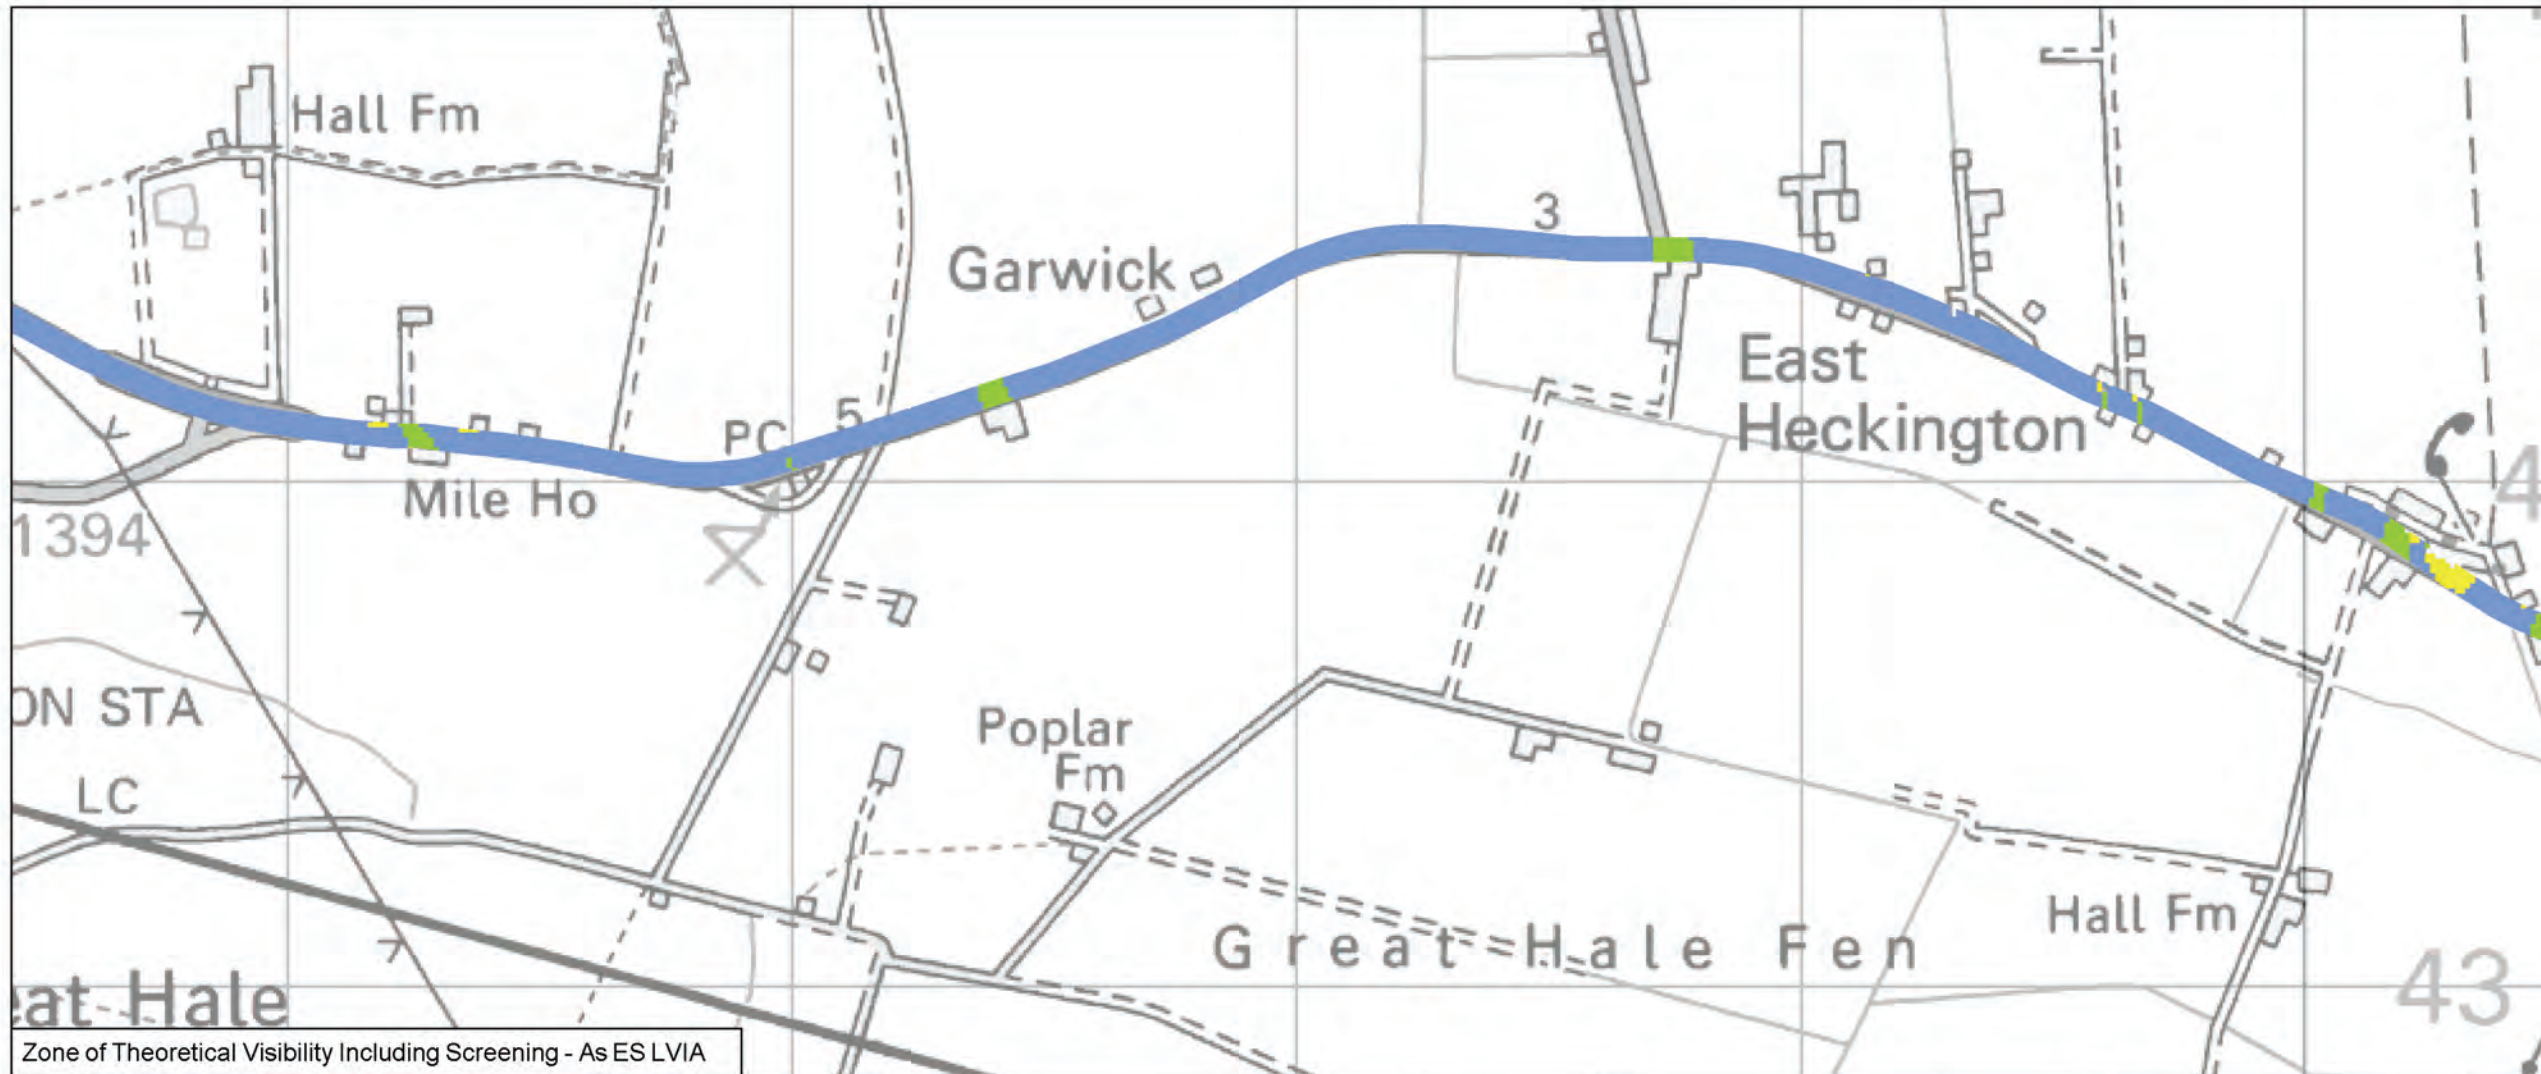 Hall Fm
3
Garwick
East
Heckington
5
PC
Mile Ho
1394
4
ON STA
LC
Poplar
Fm
Great Hale Fen
Hall Fm
43
eat Hale
Zone of Theoretical Visibility Including Screening - As ES LVIA